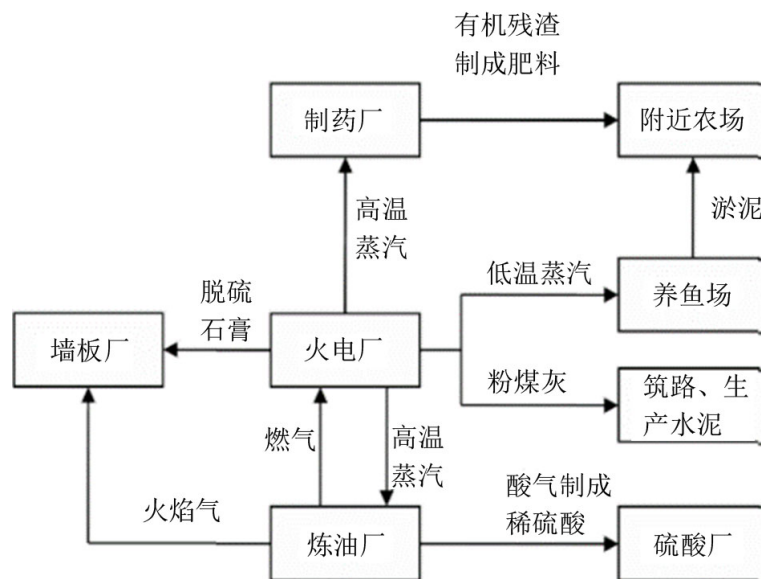 有机残渣
制成肥料
制药厂
附近农场
高温
蒸汽
淤泥
低温蒸汽
养鱼场
脱硫
石膏
墙板厂
火电厂
粉煤灰
筑路、生
产水泥
燃气
高温
蒸汽
火焰气
酸气制成
稀硫酸
炼油厂
硫酸厂